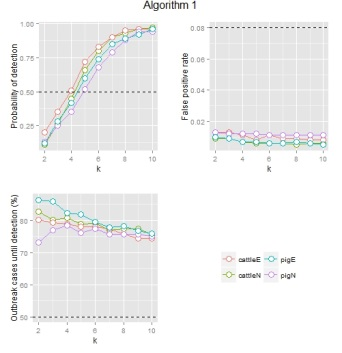 Algorithm 1
Probability of detection
1.00
0.75
0.50
0.25
2 4 6 8 10
k
False positive rate
0.08
0.06
0.04
0.02
2 4 6 8 10
k
Outbreak cases until detection (%)
80
70
60
50
2 4 6 8 10
k
cattleE pigE
cattleN pigN